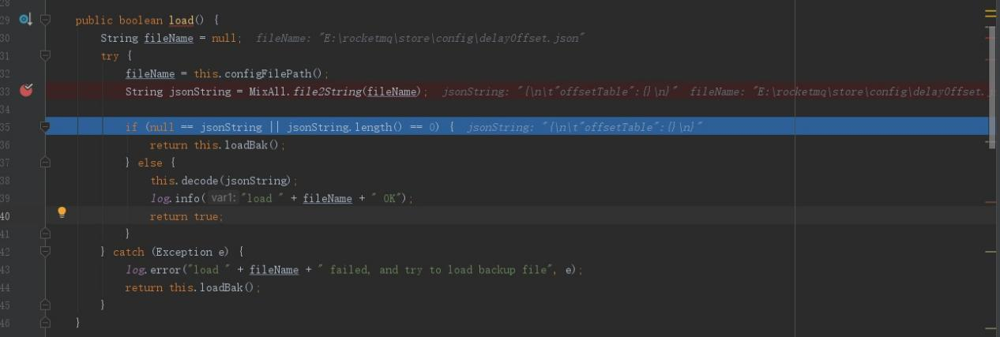 28
29 public boolean load() {
30 String fileName = null; fileName: "E:\rocketmq\store\config\delayOffset.json"
31 try {
32 fileName = this.configFilePath();
33 String jsonString = MixAll.file2String(fileName); jsonString: "{\n\t"offsetTable":{}\n}" fileName: "E:\rocketmq\store\config\delayOffset.j
34
35 if (null == jsonString || jsonString.length() == 0) { jsonString: "{\n\t"offsetTable":{}\n}"
36 return this.loadBak();
37 } else {
38 this.decode(jsonString);
39 log.info( var1: "load " + fileName + " OK");
40 return true;
41 }
42 } catch (Exception e) {
43 log.error("load " + fileName + " failed, and try to load backup file", e);
44 return this.loadBak();
45 }
46 }